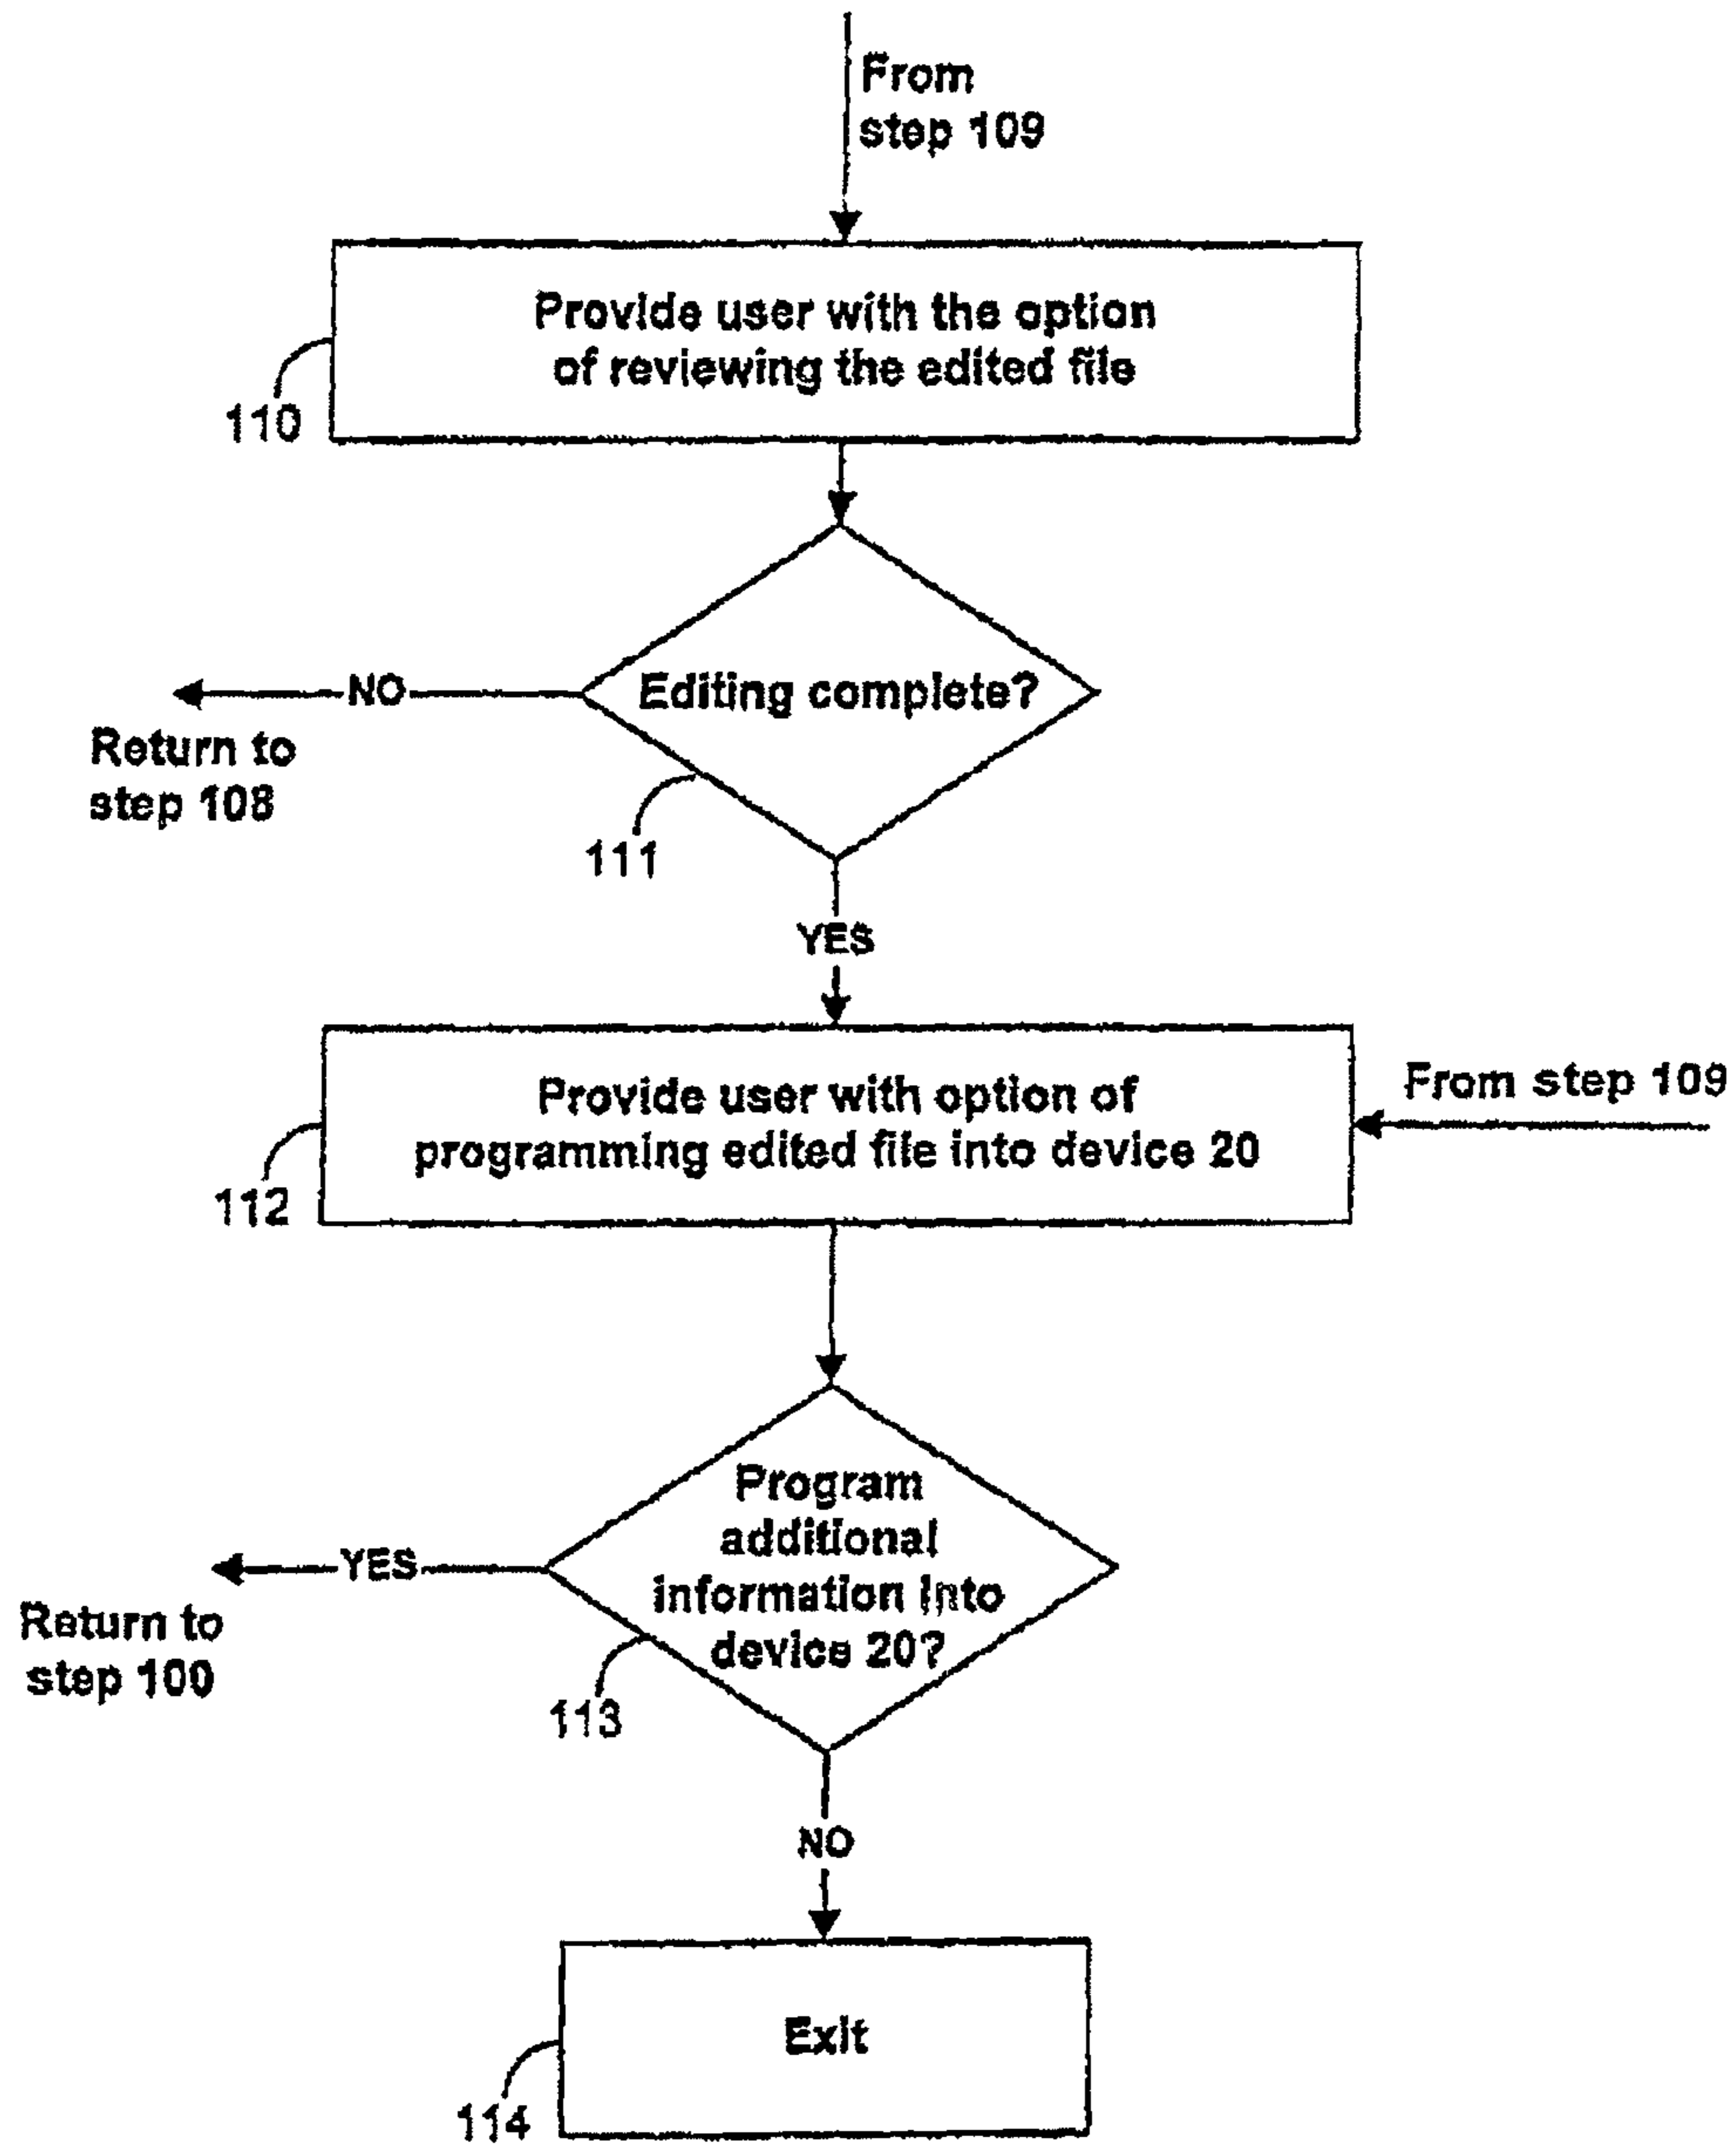 From
step 109
Provide user with the option
of reviewing the edited file
110
Editing complete?
NO
Return to
step 108
111
YES
Provide user with option of
programming edited file into device 20
From step 109
112
Program
additional
information into
device 20?
YES
Return to
step 100
113
NO
Exit
114